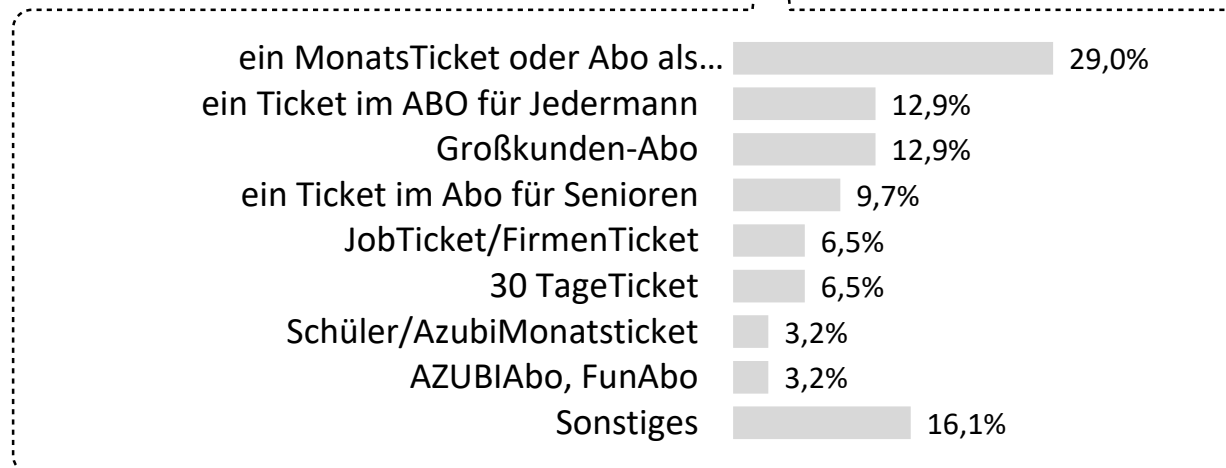 ein MonatsTicket oder Abo als… 29,0%
ein Ticket im ABO für Jedermann 12,9%
Großkunden-Abo 12,9%
ein Ticket im Abo für Senioren 9,7%
JobTicket/FirmenTicket 6,5%
30 TageTicket 6,5%
Schüler/AzubiMonatsticket 3,2%
AZUBIAbo, FunAbo 3,2%
Sonstiges 16,1%